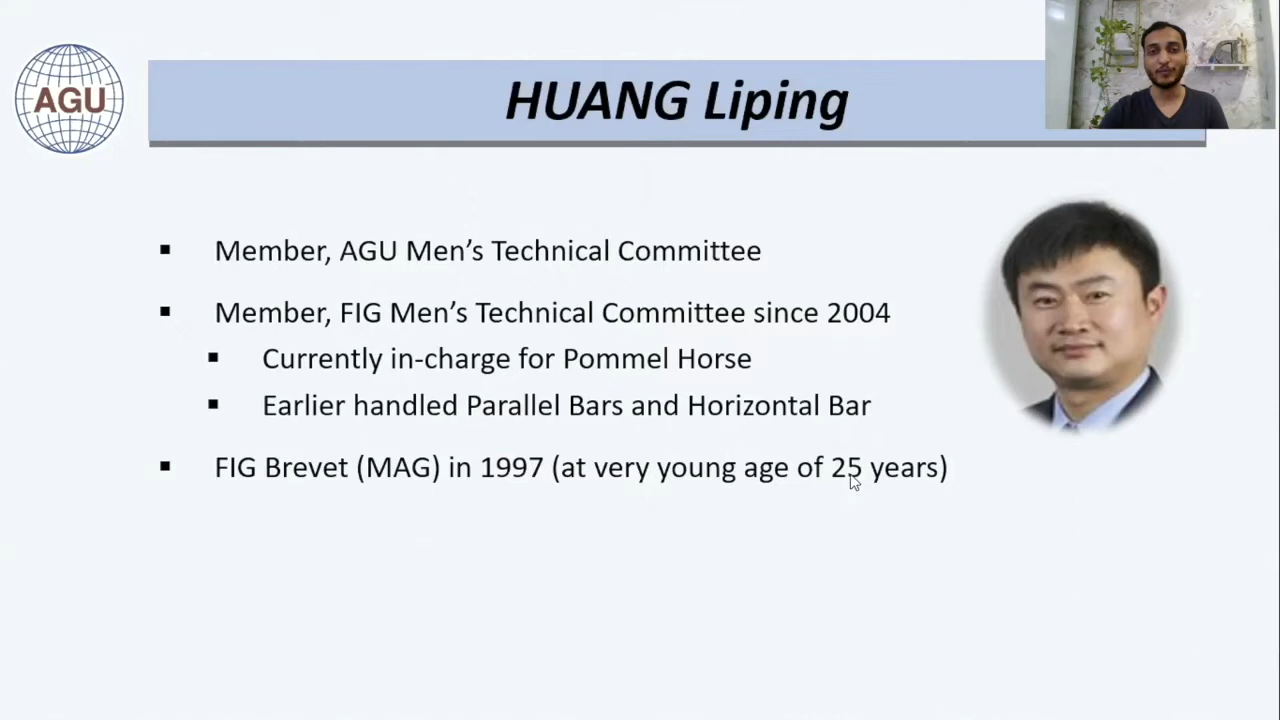 AGU
HUANG Liping
Member, AGU Men’s Technical Committee
Member, FIG Men’s Technical Committee since 2004
Currently in-charge for Pommel Horse
Earlier handled Parallel Bars and Horizontal Bar
FIG Brevet (MAG) in 1997 (at very young age of 25 years)